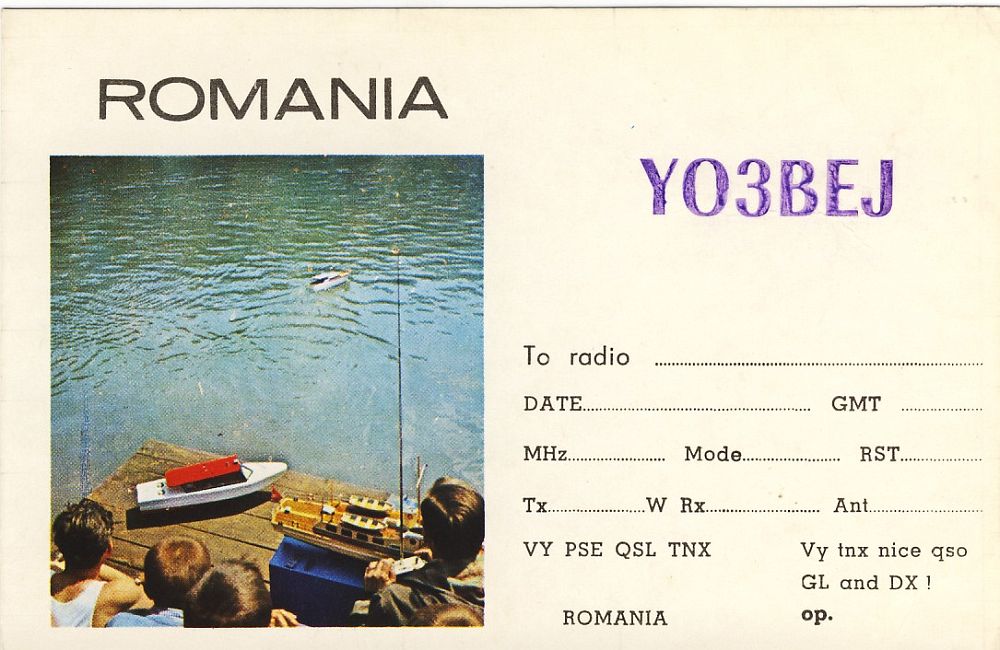 ROMANIA
YO3BEJ
To radio ....................
DATE.................... GMT ....................
MHz.................... Mode.................... RST....................
Tx....................W Rx.................... Ant....................
VY PSE QSL TNX Vy tnx nice qso
GL and DX !
ROMANIA op.